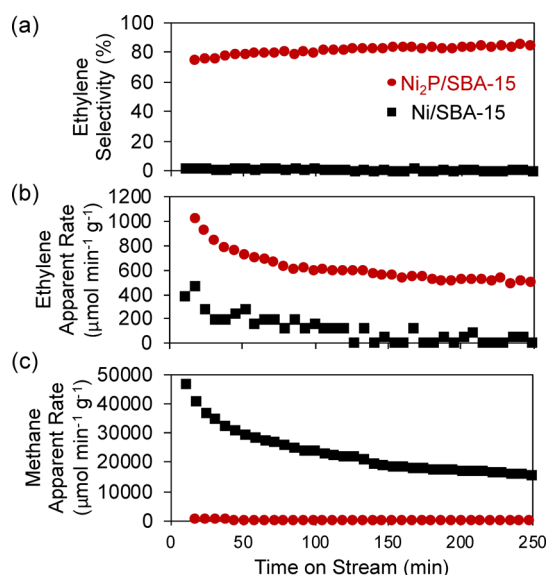 (a)
Ethylene
Selectivity (%)
100
80
60
40
20
0
Ni₂P/SBA-15
Ni/SBA-15
(b)
Ethylene
Apparent Rate
(μmol min⁻¹ g⁻¹)
1200
1000
800
600
400
200
0
(c)
Methane
Apparent Rate
(μmol min⁻¹ g⁻¹)
50000
40000
30000
20000
10000
0
0 50 100 150 200 250
Time on Stream (min)